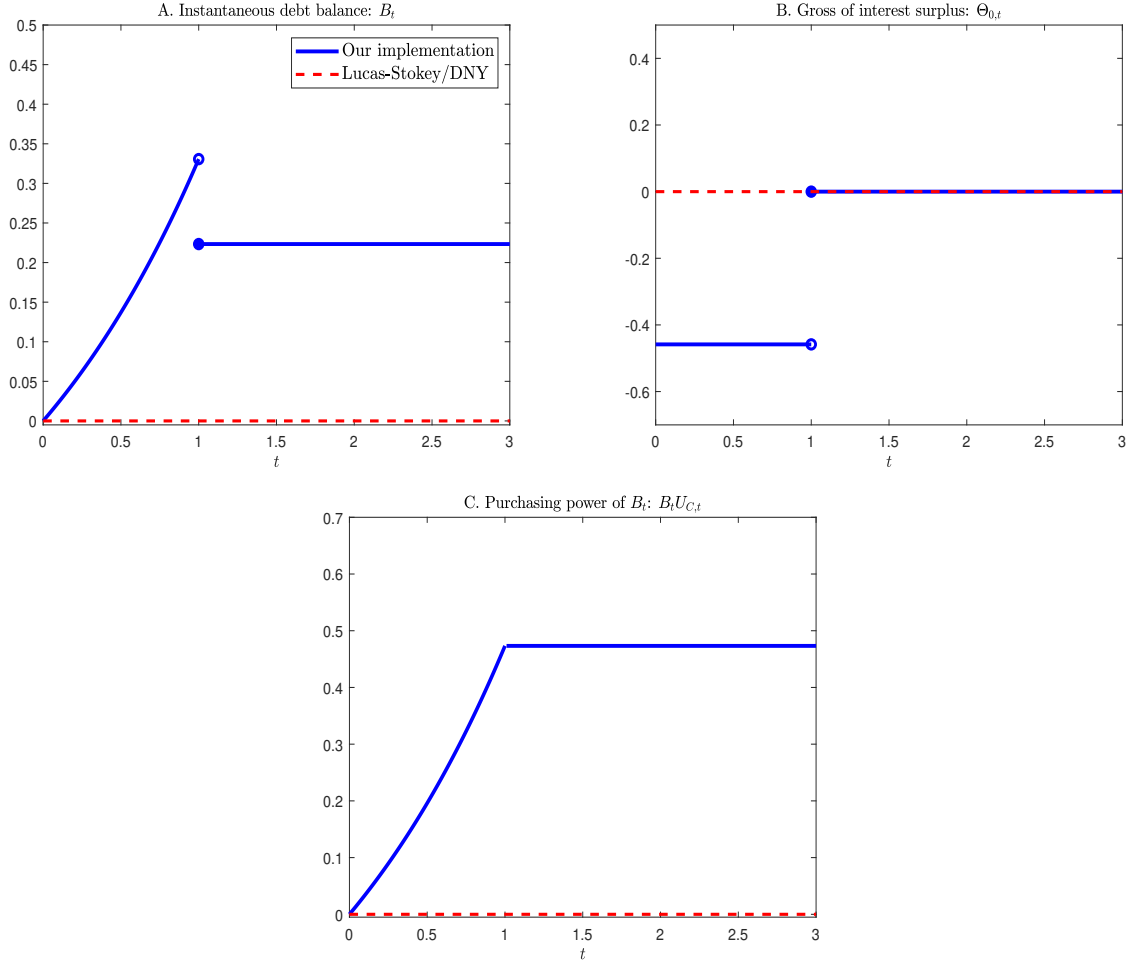 A. Instantaneous debt balance: B_t
0.5
0.45
0.4
0.35
0.3
0.25
0.2
0.15
0.1
0.05
0
Our implementation
Lucas-Stokey/DNY
0 0.5 1 1.5 2 2.5 3
t
B. Gross of interest surplus: Θ_{0,t}
0.4
0.2
0
-0.2
-0.4
-0.6
0 0.5 1 1.5 2 2.5 3
t
C. Purchasing power of B_t: B_tU_{C,t}
0.7
0.6
0.5
0.4
0.3
0.2
0.1
0
0 0.5 1 1.5 2 2.5 3
t